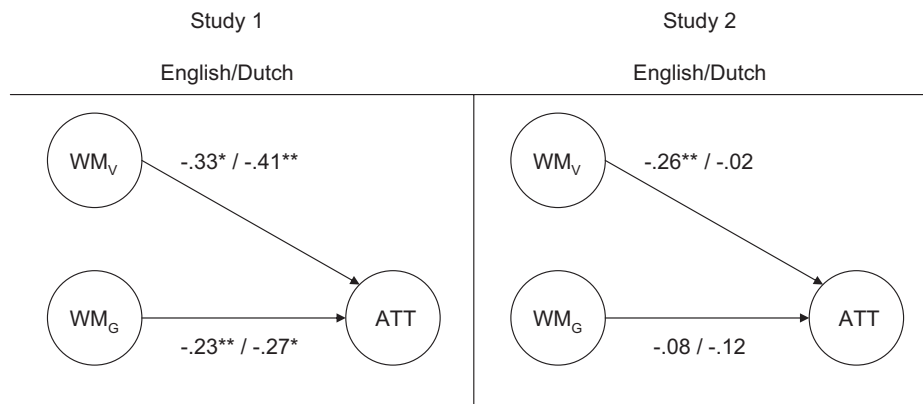 Study 1
English/Dutch
WMV
-.33* / -.41**
WMG
ATT
-.23** / -.27*
Study 2
English/Dutch
WMV
-.26** / -.02
WMG
ATT
-.08 / -.12